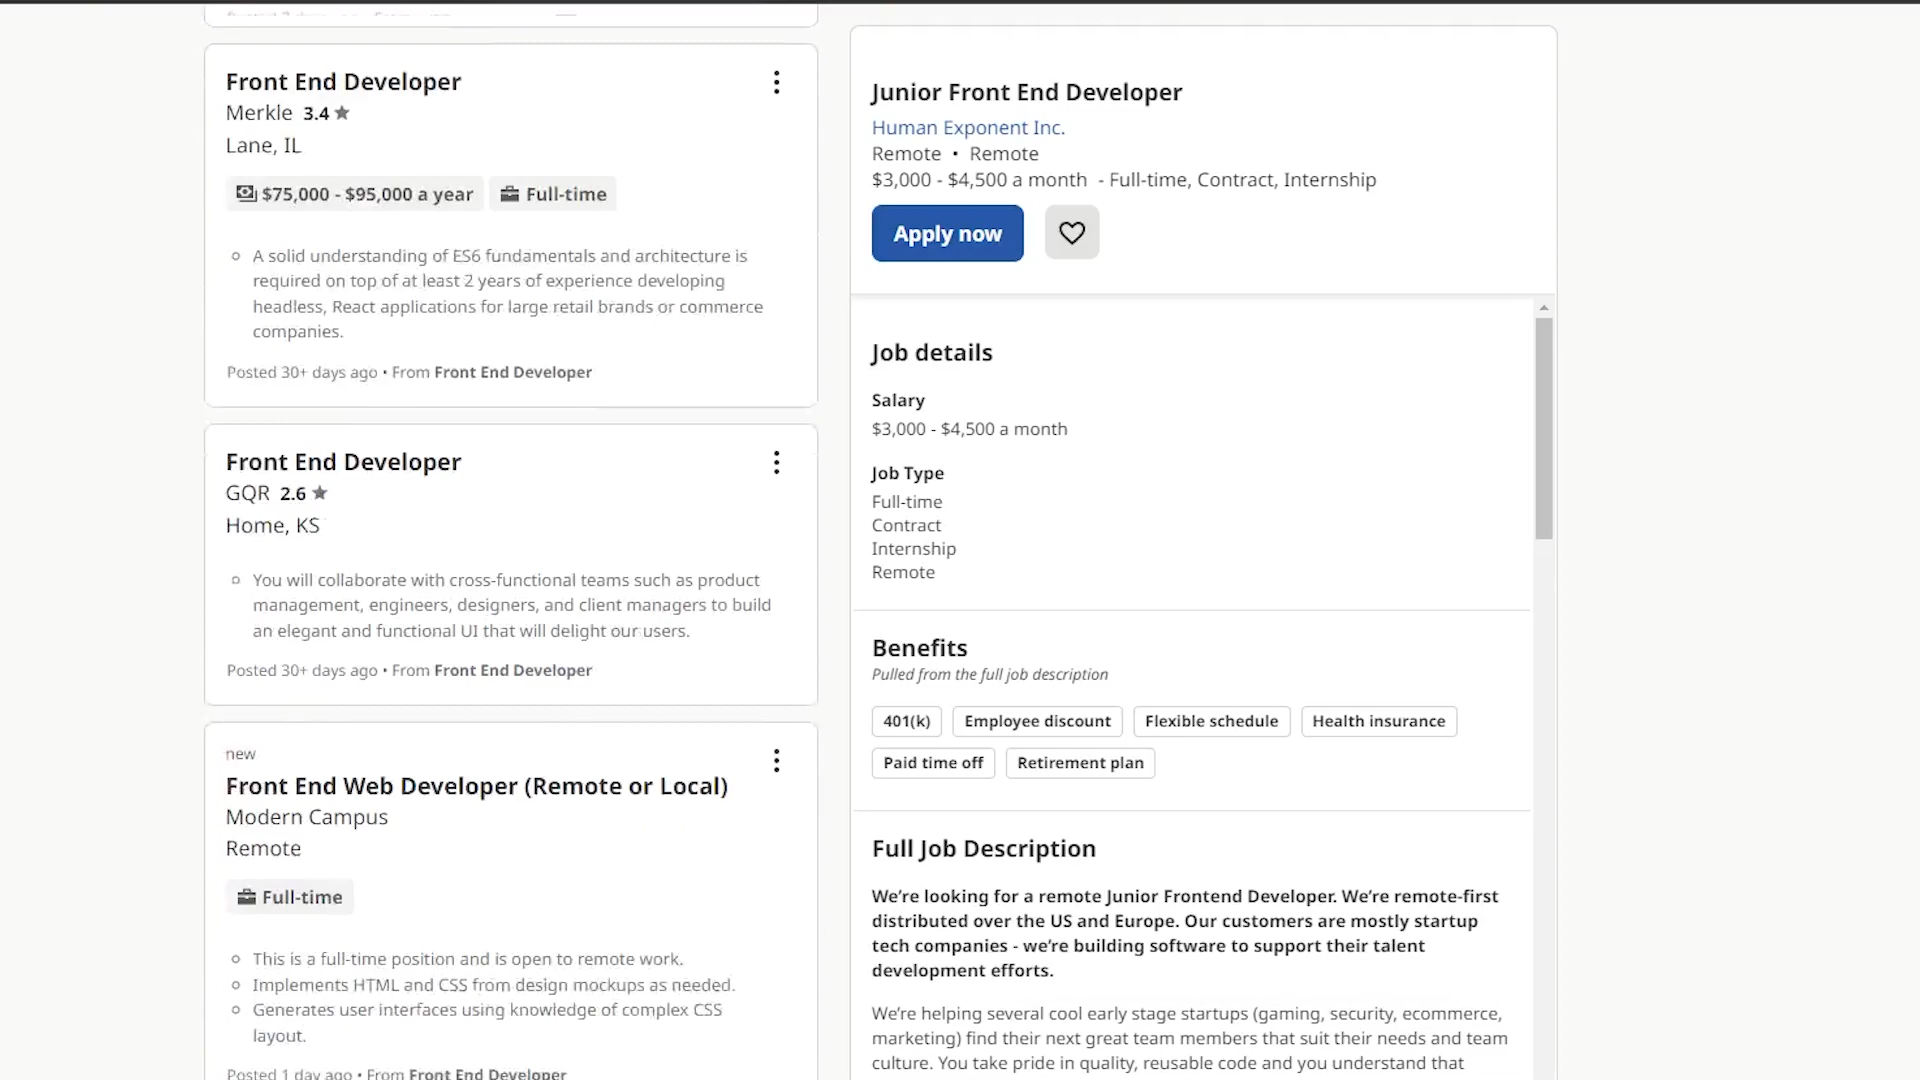 Front End Developer
Merkle 3.4
Lane, IL
$75,000 - $95,000 a year Full-time
A solid understanding of ES6 fundamentals and architecture is
required on top of at least 2 years of experience developing
headless, React applications for large retail brands or commerce
companies.
Posted 30+ days ago • From Front End Developer
Front End Developer
GQR 2.6
Home, KS
You will collaborate with cross-functional teams such as product
management, engineers, designers, and client managers to build
an elegant and functional UI that will delight our users.
Posted 30+ days ago • From Front End Developer
new
Front End Web Developer (Remote or Local)
Modern Campus
Remote
Full-time
This is a full-time position and is open to remote work.
Implements HTML and CSS from design mockups as needed.
Generates user interfaces using knowledge of complex CSS
layout.
Posted 1 day ago • From Front End Developer
Junior Front End Developer
Human Exponent Inc.
Remote • Remote
$3,000 - $4,500 a month - Full-time, Contract, Internship
Apply now
Job details
Salary
$3,000 - $4,500 a month
Job Type
Full-time
Contract
Internship
Remote
Benefits
Pulled from the full job description
401(k) Employee discount Flexible schedule Health insurance
Paid time off Retirement plan
Full Job Description
We're looking for a remote Junior Frontend Developer. We're remote-first
distributed over the US and Europe. Our customers are mostly startup
tech companies - we're building software to support their talent
development efforts.
We're helping several cool early stage startups (gaming, security, ecommerce,
marketing) find their next great team members that suit their needs and team
culture. You take pride in quality, reusable code and you understand that